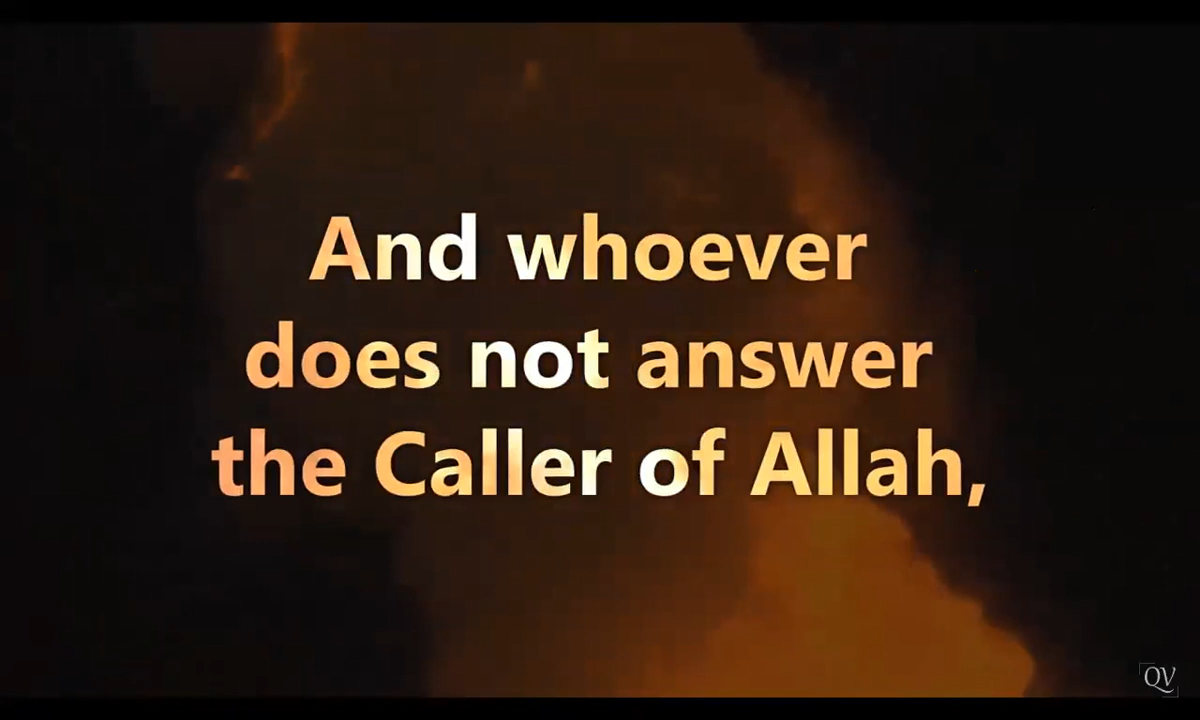 And whoever
does not answer
the Caller of Allah,
QV